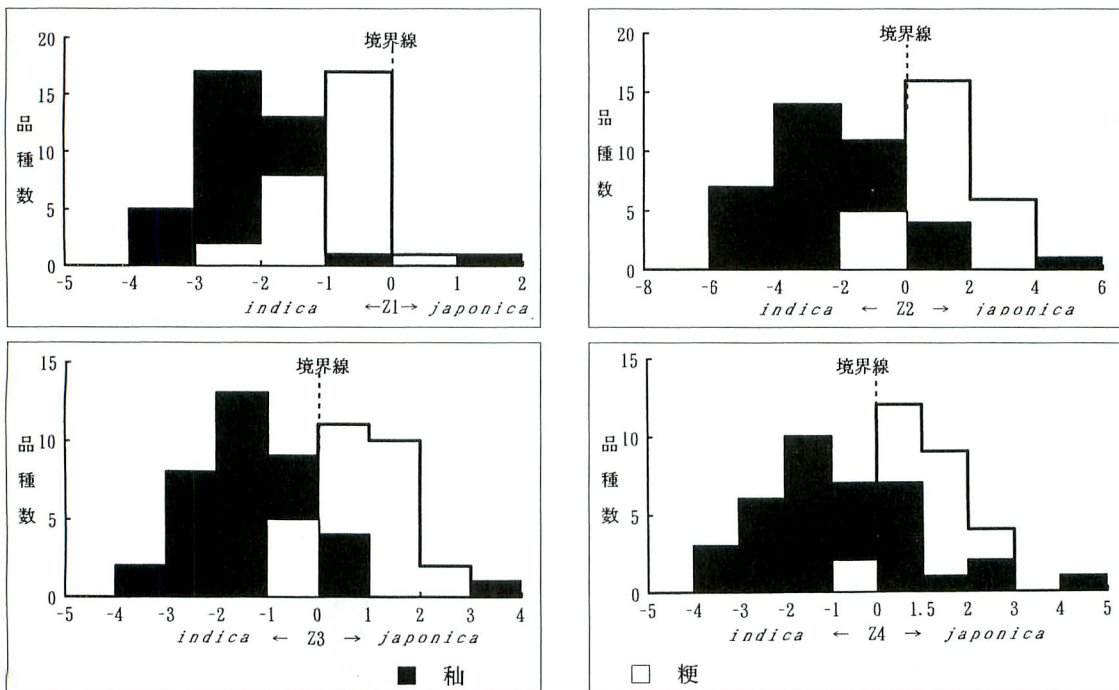 境界線
20
15
10
5
0
品種数
-5 -4 -3 -2 -1 0 1 2
indica ←Z1→ japonica
境界線
20
15
10
5
0
品種数
-8 -6 -4 -2 0 2 4 6
indica ← Z2 → japonica
境界線
15
10
5
0
品種数
-5 -4 -3 -2 -1 0 1 2 3 4
indica ← Z3 → japonica
境界線
15
10
5
0
品種数
-5 -4 -3 -2 -1 0 1.5 2 3 4 5
indica ← Z4 → japonica
■ 秈 □ 粳